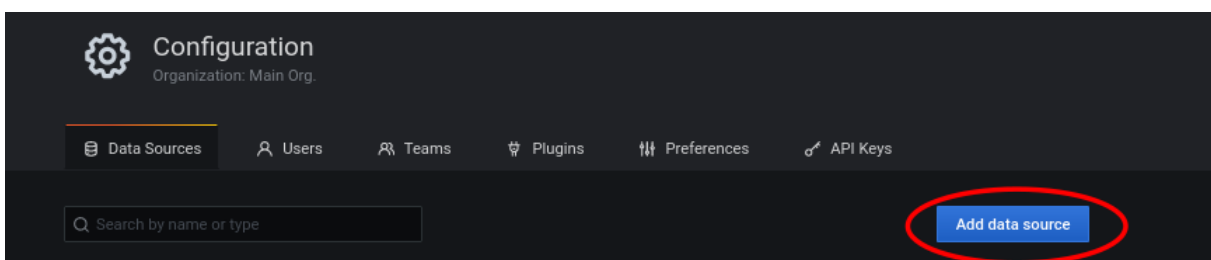 Configuration
Organization: Main Org.
Data Sources Users Teams Plugins Preferences API Keys
Search by name or type Add data source